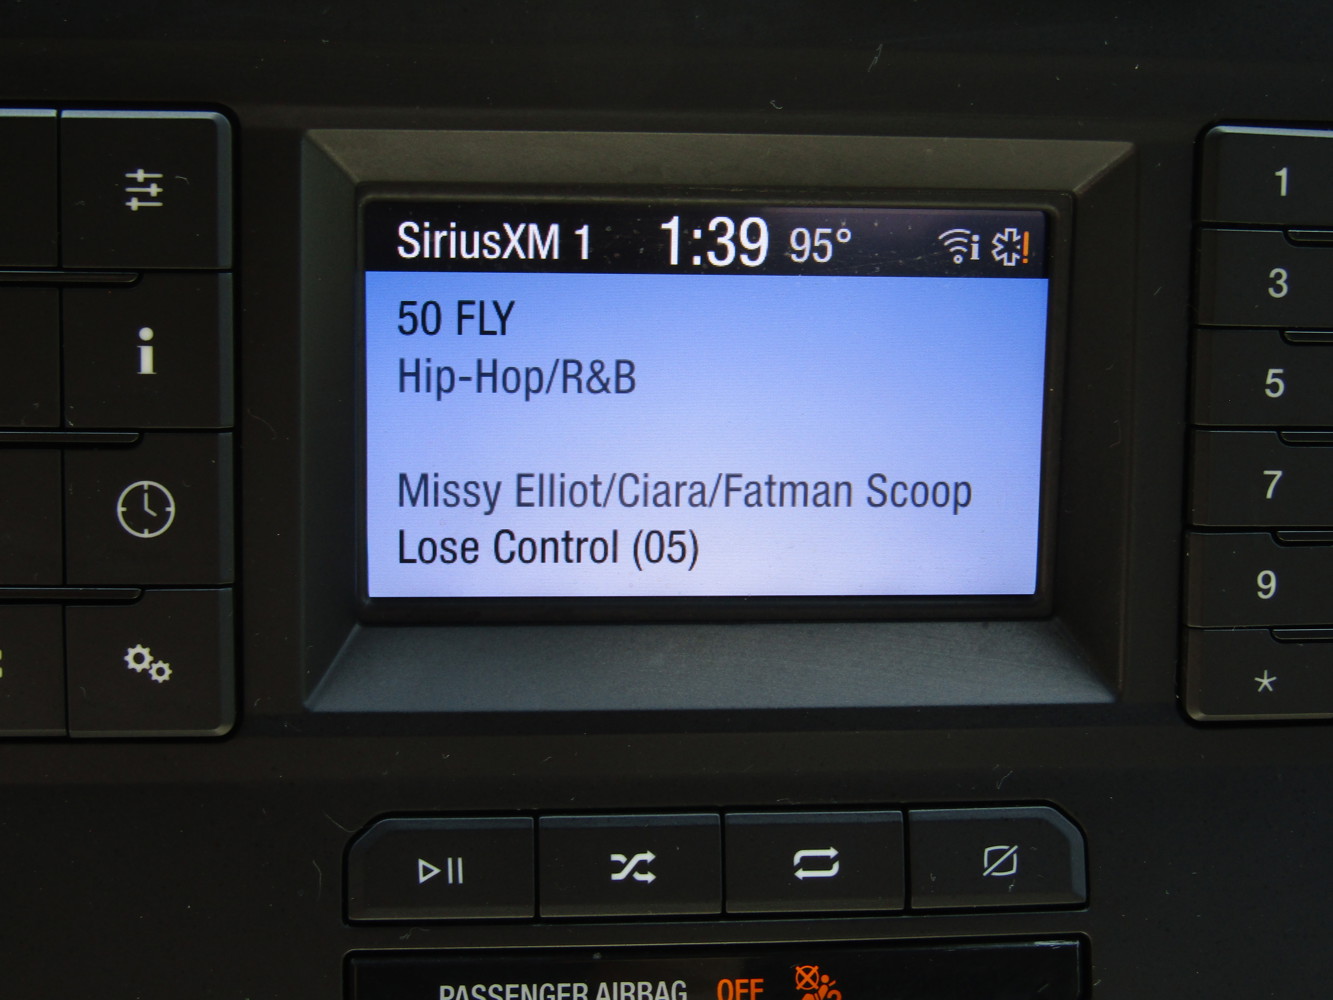 SiriusXM 1 1:39 95°
50 FLY
Hip-Hop/R&B
Missy Elliot/Ciara/Fatman Scoop
Lose Control (05)
i
1
3
5
7
9
*
PASSENGER AIRBAG OFF